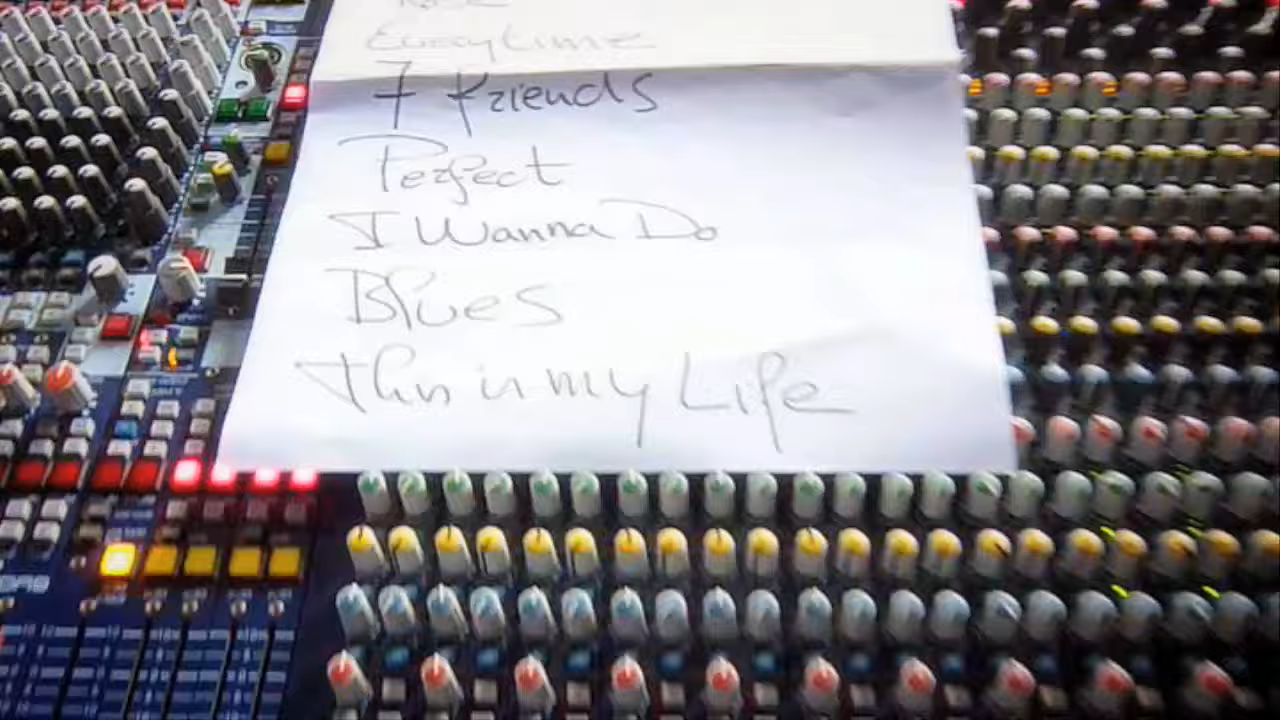 Everytime
7 friends
Perfect
I Wanna Do
Blues
This is my Life